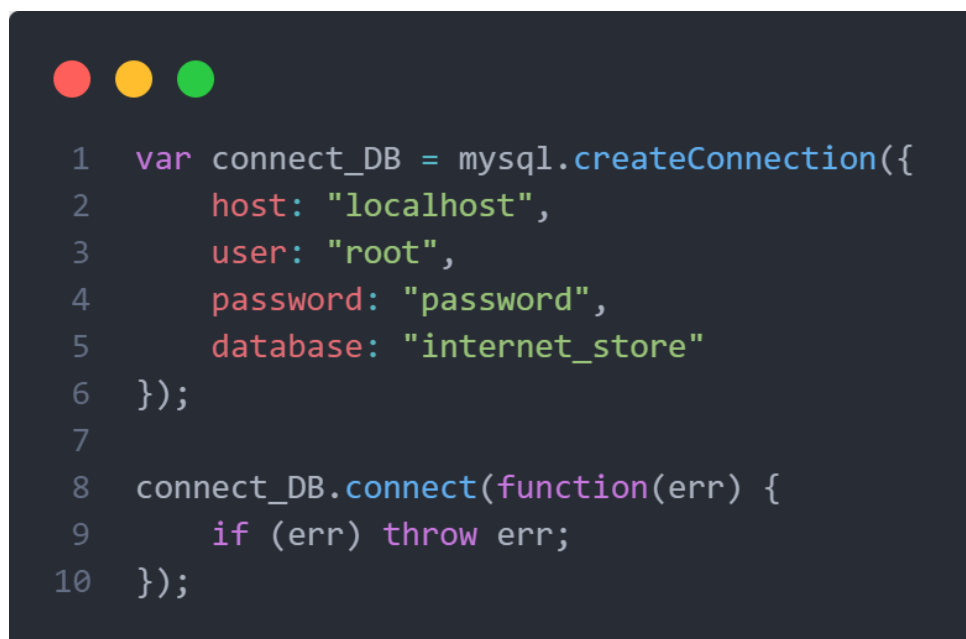 1 var connect_DB = mysql.createConnection({
2     host: "localhost",
3     user: "root",
4     password: "password",
5     database: "internet_store"
6 });
7
8 connect_DB.connect(function(err) {
9     if (err) throw err;
10 });